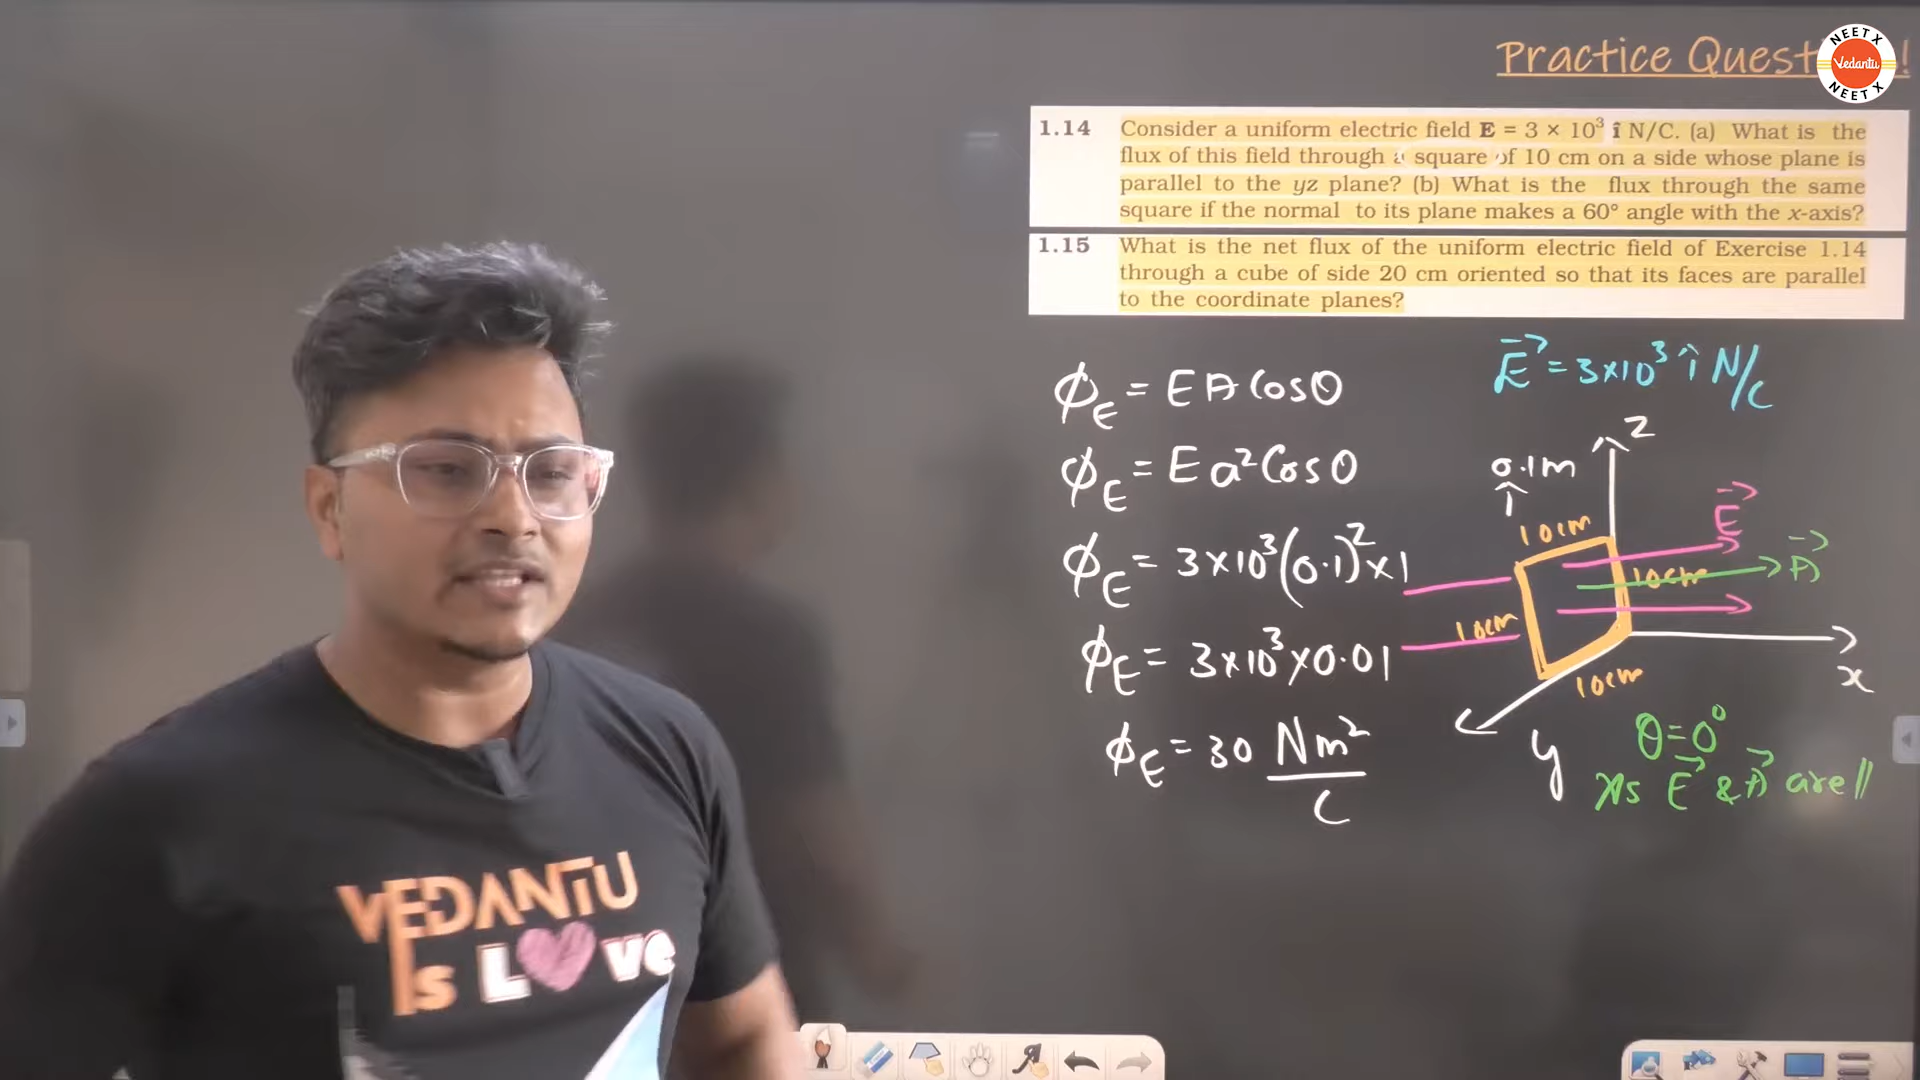 Practice Quest !
NEET X
Vedantu
NEET X
1.14 Consider a uniform electric field E = 3 × 10³ î N/C. (a) What is the
flux of this field through a square of 10 cm on a side whose plane is
parallel to the yz plane? (b) What is the flux through the same
square if the normal to its plane makes a 60° angle with the x-axis?
1.15 What is the net flux of the uniform electric field of Exercise 1.14
through a cube of side 20 cm oriented so that its faces are parallel
to the coordinate planes?
E⃗ = 3×10³ î N/C
ϕE = EA Cosθ
ϕE = E a² Cosθ
ϕE = 3×10³(0.1)²×1
ϕE = 3×10³×0.01
ϕE = 30 Nm²/C
z
0.1m
10cm
E⃗
A⃗
10cm
10cm
10cm
x
y
θ=0°
As E⃗ & A⃗ are ||
VEDANTU
Is Love